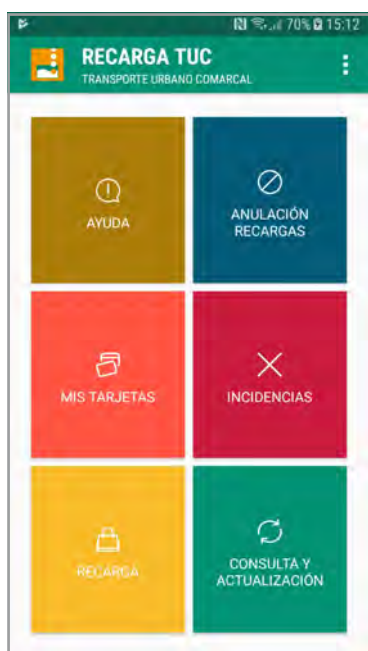 70% 15:12
RECARGA TUC
TRANSPORTE URBANO COMARCAL
AYUDA
ANULACIÓN
RECARGAS
MIS TARJETAS
INCIDENCIAS
RECARGA
CONSULTA Y
ACTUALIZACIÓN